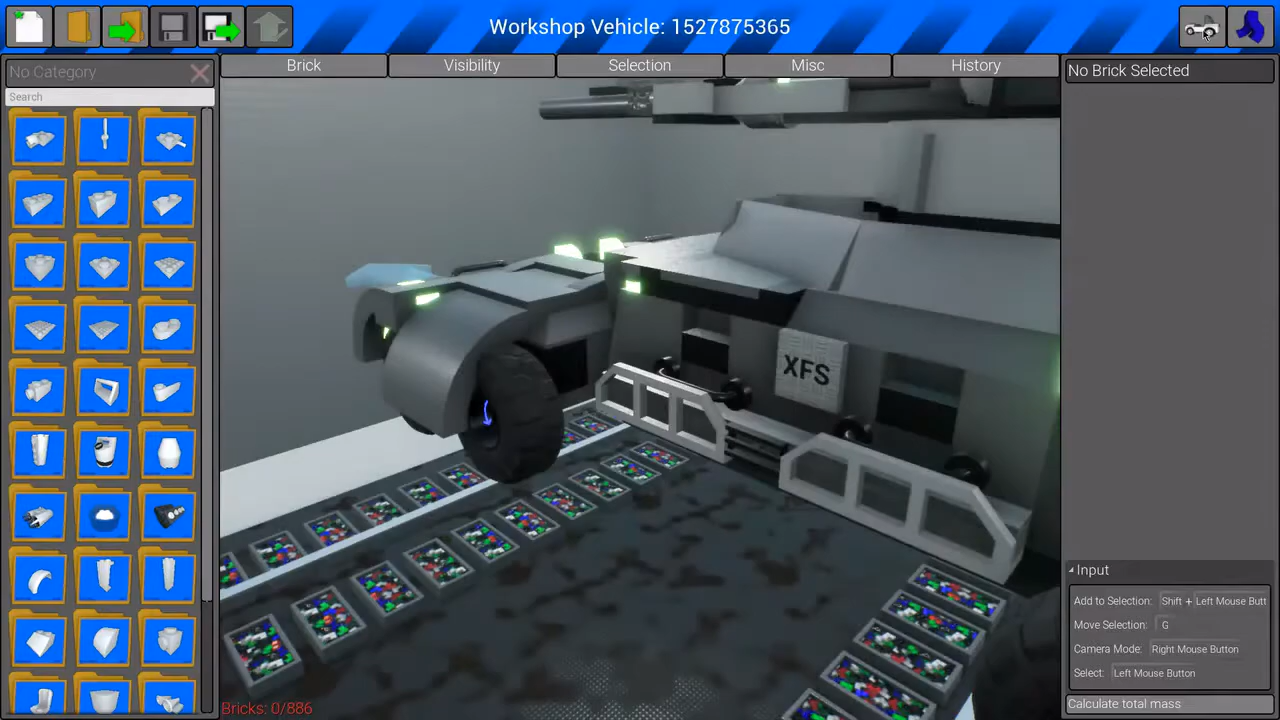 Workshop Vehicle: 1527875365
No Category
Search
Brick
Visibility
Selection
Misc
History
No Brick Selected
XFS
Input
Add to Selection: Shift + Left Mouse Butt
Move Selection: G
Camera Mode: Right Mouse Button
Select: Left Mouse Button
Calculate total mass
Bricks: 0/886